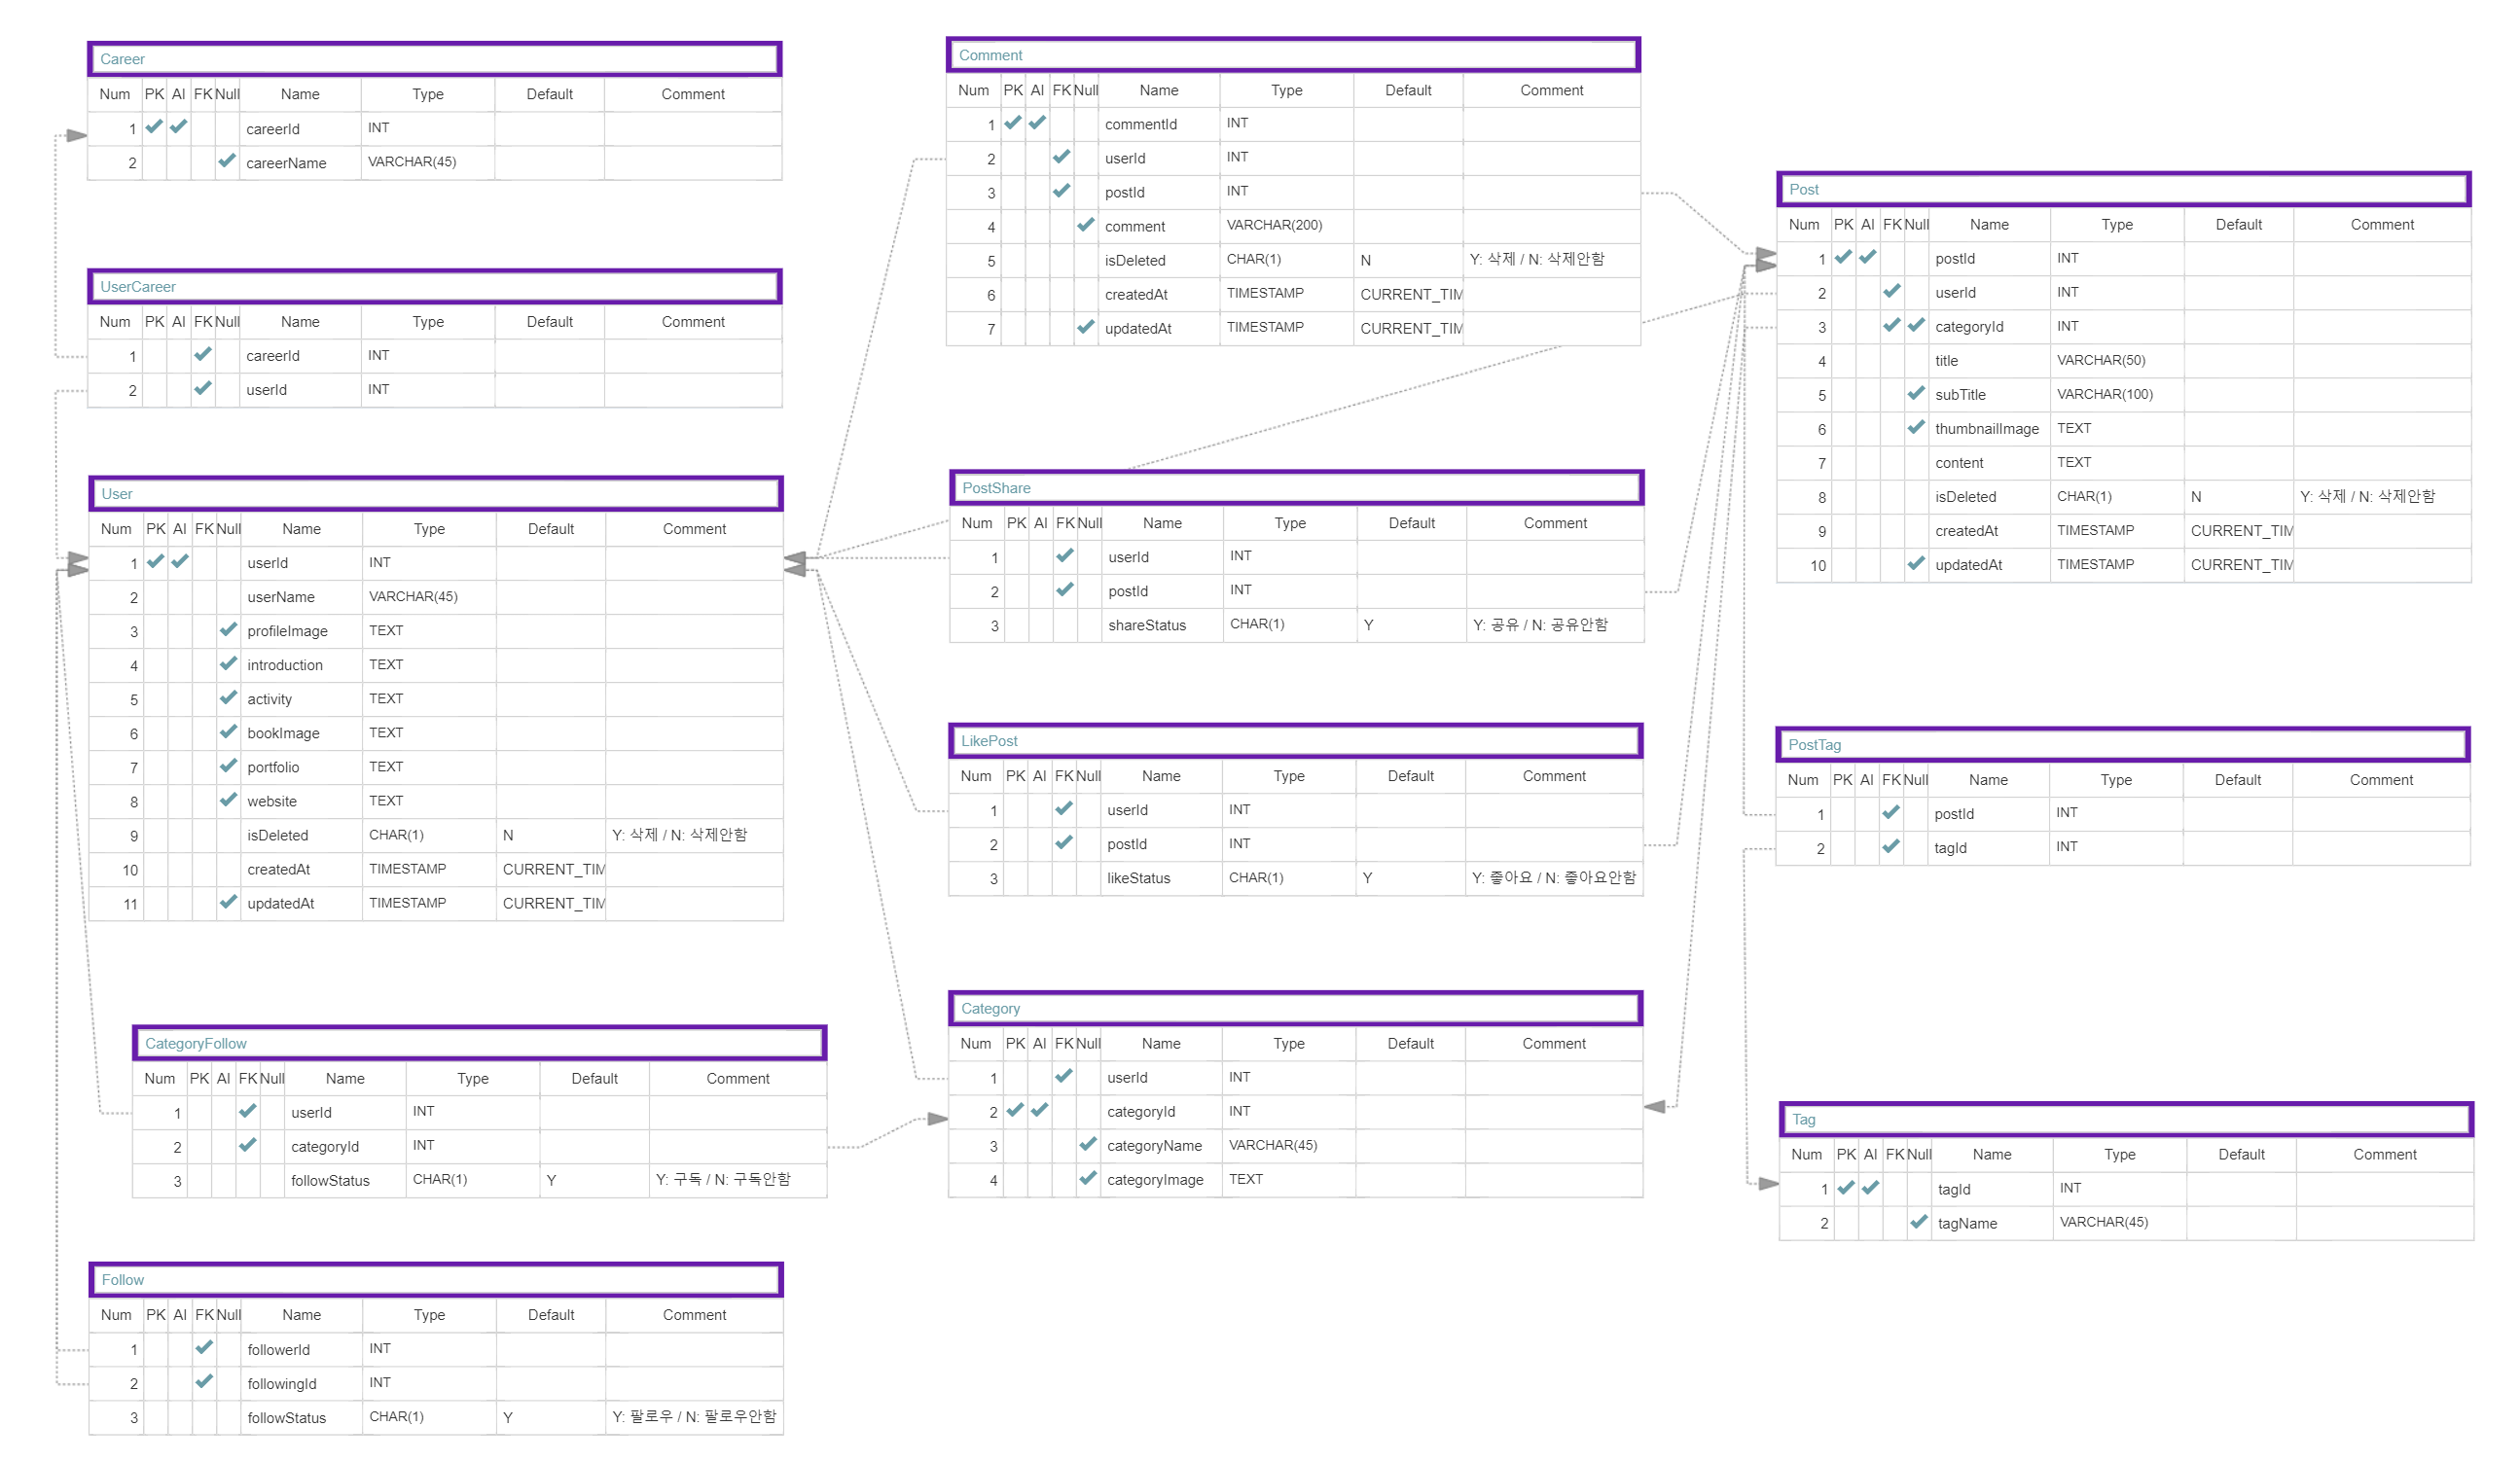 Career
Num PK AI FK Null Name Type Default Comment
1 careerId INT
2 careerName VARCHAR(45)
UserCareer
Num PK AI FK Null Name Type Default Comment
1 careerId INT
2 userId INT
User
Num PK AI FK Null Name Type Default Comment
1 userId INT
2 userName VARCHAR(45)
3 profileImage TEXT
4 introduction TEXT
5 activity TEXT
6 bookImage TEXT
7 portfolio TEXT
8 website TEXT
9 isDeleted CHAR(1) N Y: 삭제 / N: 삭제안함
10 createdAt TIMESTAMP CURRENT_TIM
11 updatedAt TIMESTAMP CURRENT_TIM
CategoryFollow
Num PK AI FK Null Name Type Default Comment
1 userId INT
2 categoryId INT
3 followStatus CHAR(1) Y Y: 구독 / N: 구독안함
Follow
Num PK AI FK Null Name Type Default Comment
1 followerId INT
2 followingId INT
3 followStatus CHAR(1) Y Y: 팔로우 / N: 팔로우안함
Comment
Num PK AI FK Null Name Type Default Comment
1 commentId INT
2 userId INT
3 postId INT
4 comment VARCHAR(200)
5 isDeleted CHAR(1) N Y: 삭제 / N: 삭제안함
6 createdAt TIMESTAMP CURRENT_TIM
7 updatedAt TIMESTAMP CURRENT_TIM
PostShare
Num PK AI FK Null Name Type Default Comment
1 userId INT
2 postId INT
3 shareStatus CHAR(1) Y Y: 공유 / N: 공유안함
LikePost
Num PK AI FK Null Name Type Default Comment
1 userId INT
2 postId INT
3 likeStatus CHAR(1) Y Y: 좋아요 / N: 좋아요안함
Category
Num PK AI FK Null Name Type Default Comment
1 userId INT
2 categoryId INT
3 categoryName VARCHAR(45)
4 categoryImage TEXT
Post
Num PK AI FK Null Name Type Default Comment
1 postId INT
2 userId INT
3 categoryId INT
4 title VARCHAR(50)
5 subTitle VARCHAR(100)
6 thumbnailImage TEXT
7 content TEXT
8 isDeleted CHAR(1) N Y: 삭제 / N: 삭제안함
9 createdAt TIMESTAMP CURRENT_TIM
10 updatedAt TIMESTAMP CURRENT_TIM
PostTag
Num PK AI FK Null Name Type Default Comment
1 postId INT
2 tagId INT
Tag
Num PK AI FK Null Name Type Default Comment
1 tagId INT
2 tagName VARCHAR(45)